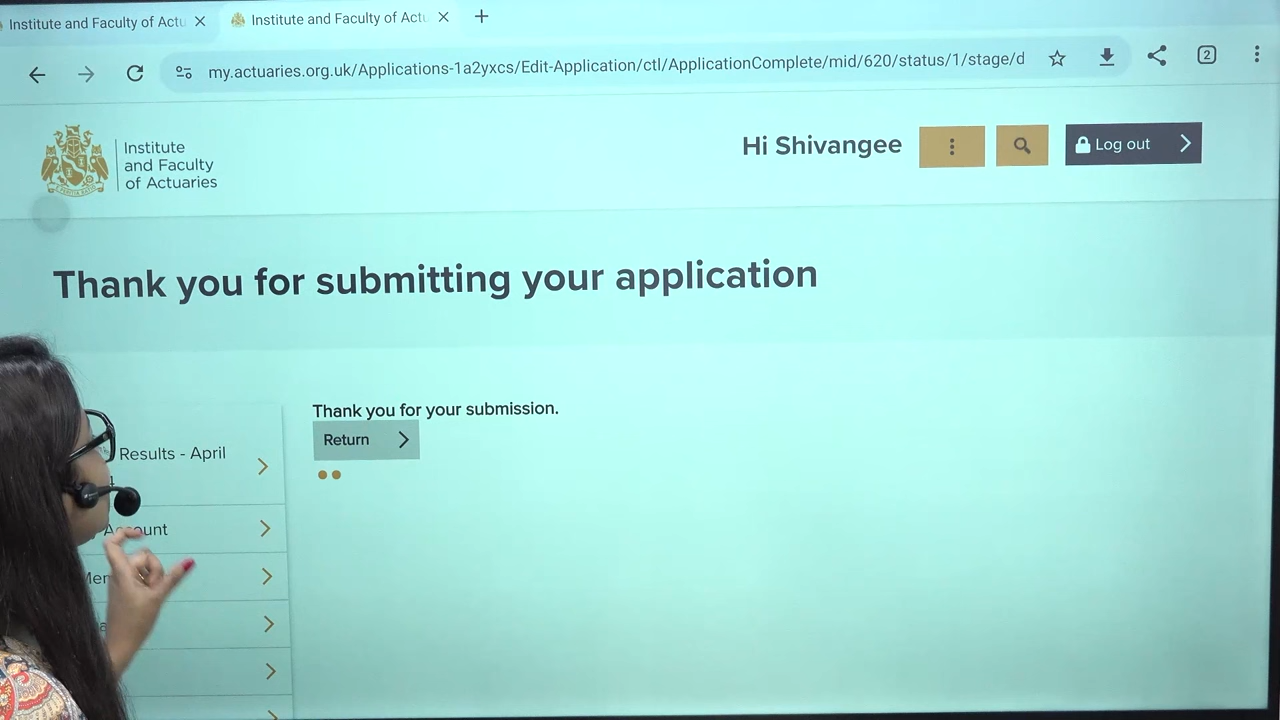 Institute and Faculty of Actu
Institute and Faculty of Actu
my.actuaries.org.uk/Applications-1a2yxcs/Edit-Application/ctl/ApplicationComplete/mid/620/status/1/stage/d
2
Institute
and Faculty
of Actuaries
Hi Shivangee
Log out
Thank you for submitting your application
Thank you for your submission.
Return
Results - April
Account